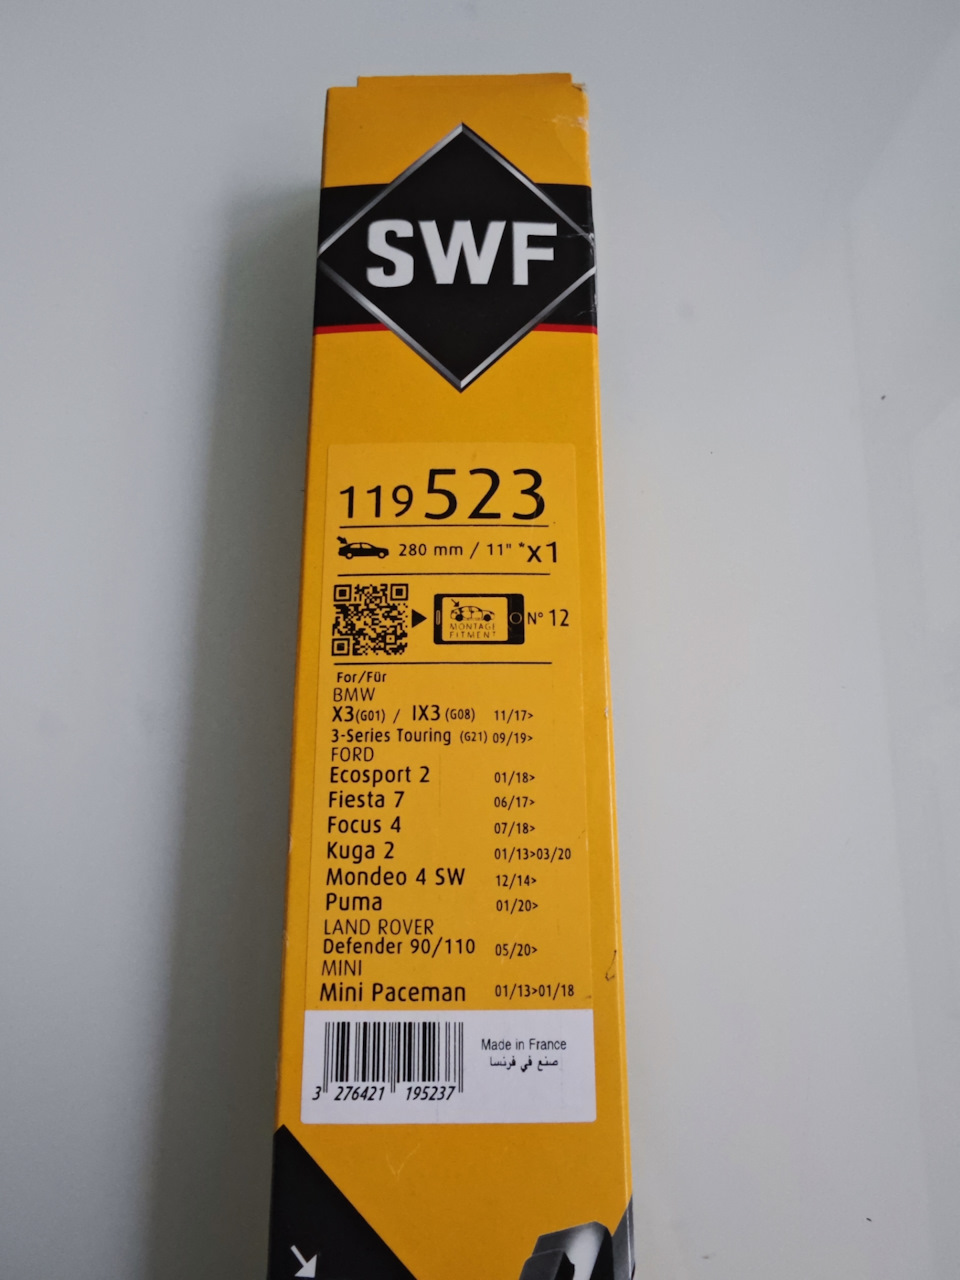 SWF
119 523
280 mm / 11" *x1
MONTAGE
FITMENT
N° 12
For/Für
BMW
X3(G01) / IX3 (G08) 11/17>
3-Series Touring (G21) 09/19>
FORD
Ecosport 2 01/18>
Fiesta 7 06/17>
Focus 4 07/18>
Kuga 2 01/13>03/20
Mondeo 4 SW 12/14>
Puma 01/20>
LAND ROVER
Defender 90/110 05/20>
MINI
Mini Paceman 01/13>01/18
Made in France
صنع في فرنسا
3 276421 195237